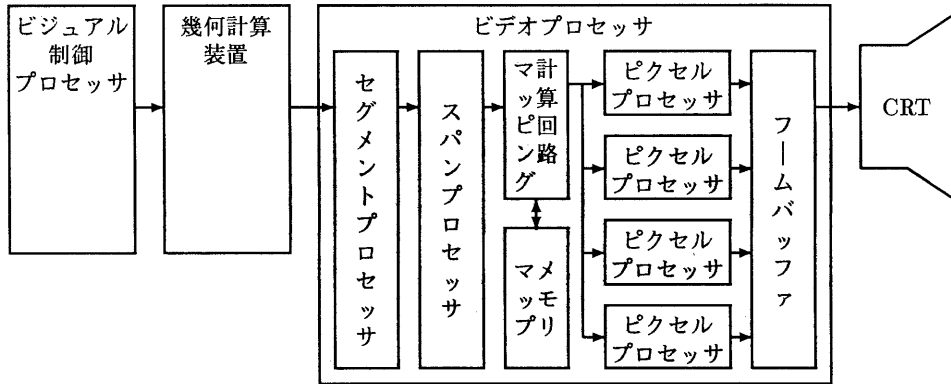 ビジュアル
制御
プロセッサ
幾何計算
装置
ビデオプロセッサ
セグメントプロセッサ
スパンプロセッサ
計算回路
マッピング
メモリ
マップ
ピクセル
プロセッサ
ピクセル
プロセッサ
ピクセル
プロセッサ
ピクセル
プロセッサ
フームバッファ
CRT